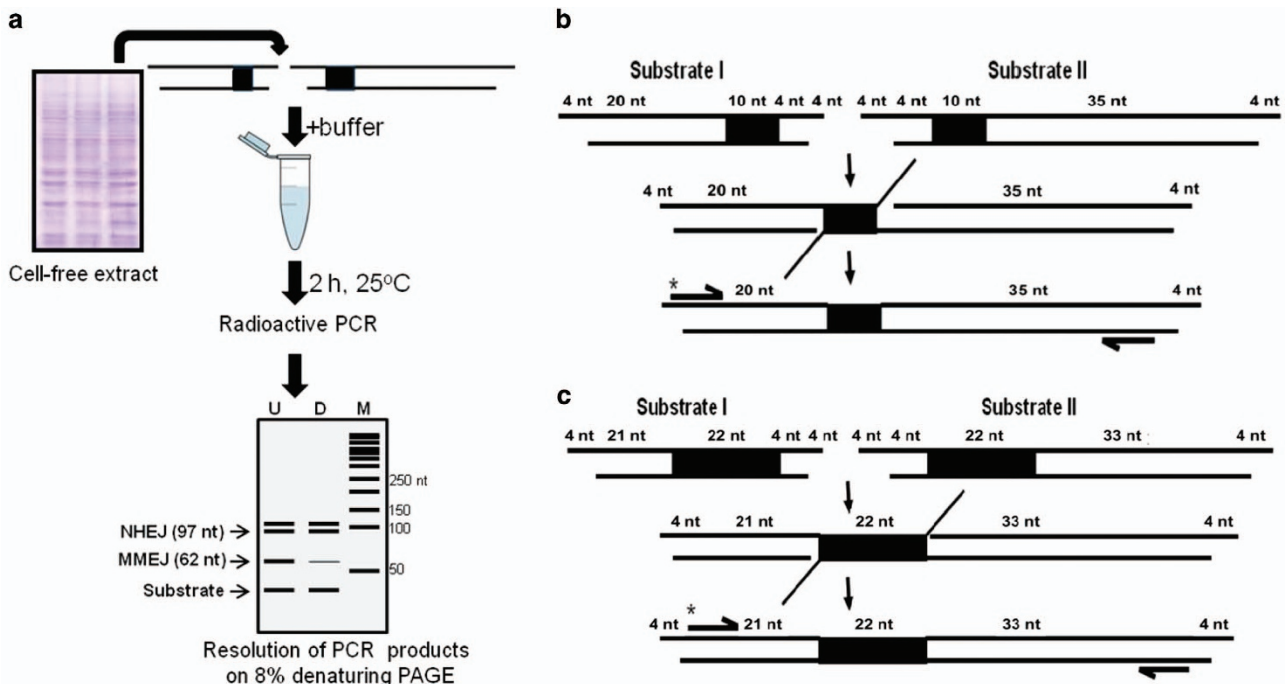 a
+buffer
Cell-free extract
2 h, 25°C
Radioactive PCR
U D M
250 nt
150
NHEJ (97 nt) 100
MMEJ (62 nt)
50
Substrate
Resolution of PCR products
on 8% denaturing PAGE
b
Substrate I Substrate II
4 nt 20 nt 10 nt 4 nt 4 nt 4 nt 4 nt 10 nt 35 nt 4 nt
4 nt 20 nt 35 nt 4 nt
* 20 nt 35 nt 4 nt
c
Substrate I Substrate II
4 nt 21 nt 22 nt 4 nt 4 nt 4 nt 4 nt 22 nt 33 nt 4 nt
4 nt 21 nt 22 nt 33 nt 4 nt
*
4 nt 21 nt 22 nt 33 nt 4 nt